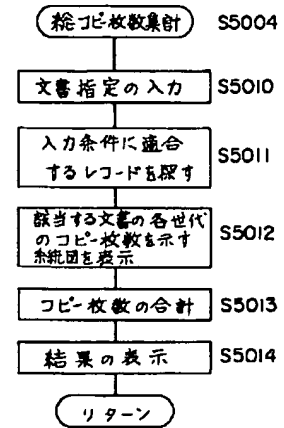 総コピー枚数集計 S5004
文書指定の入力 S5010
入力条件に適合
するレコードを探す S5011
該当する文書の各世代
のコピー枚数を示す S5012
系統図を表示
コピー枚数の合計 S5013
結果の表示 S5014
リターン